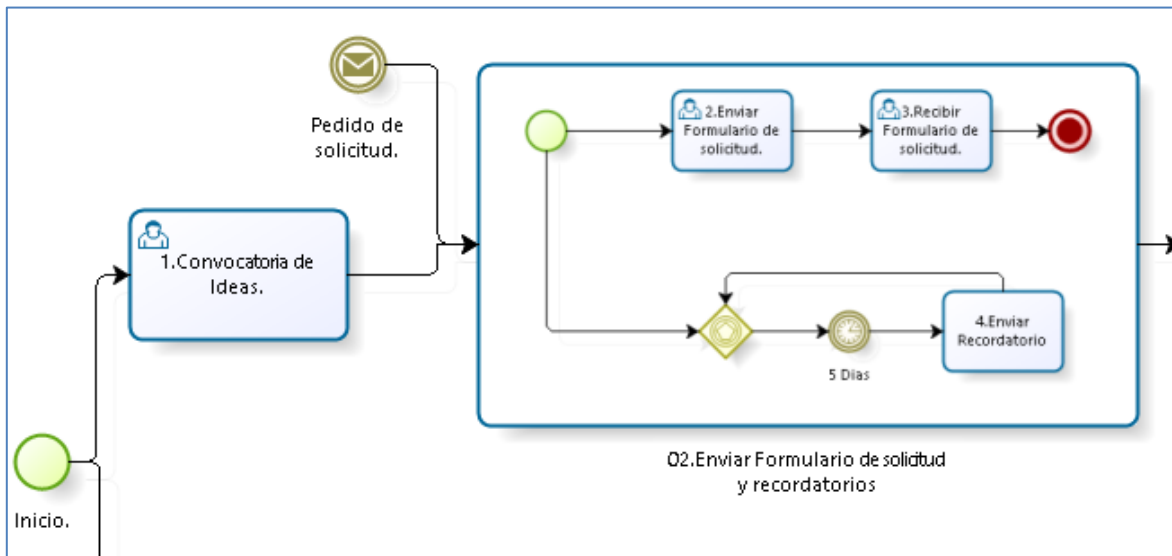 Pedido de
solicitud.
2.Enviar
Formulario de
solicitud.
3.Recibir
Formulario de
solicitud.
1.Convocatoria de
Ideas.
4.Enviar
Recordatorio
5 Dias
O2.Enviar Formulario de solicitud
y recordatorios
Inicio.